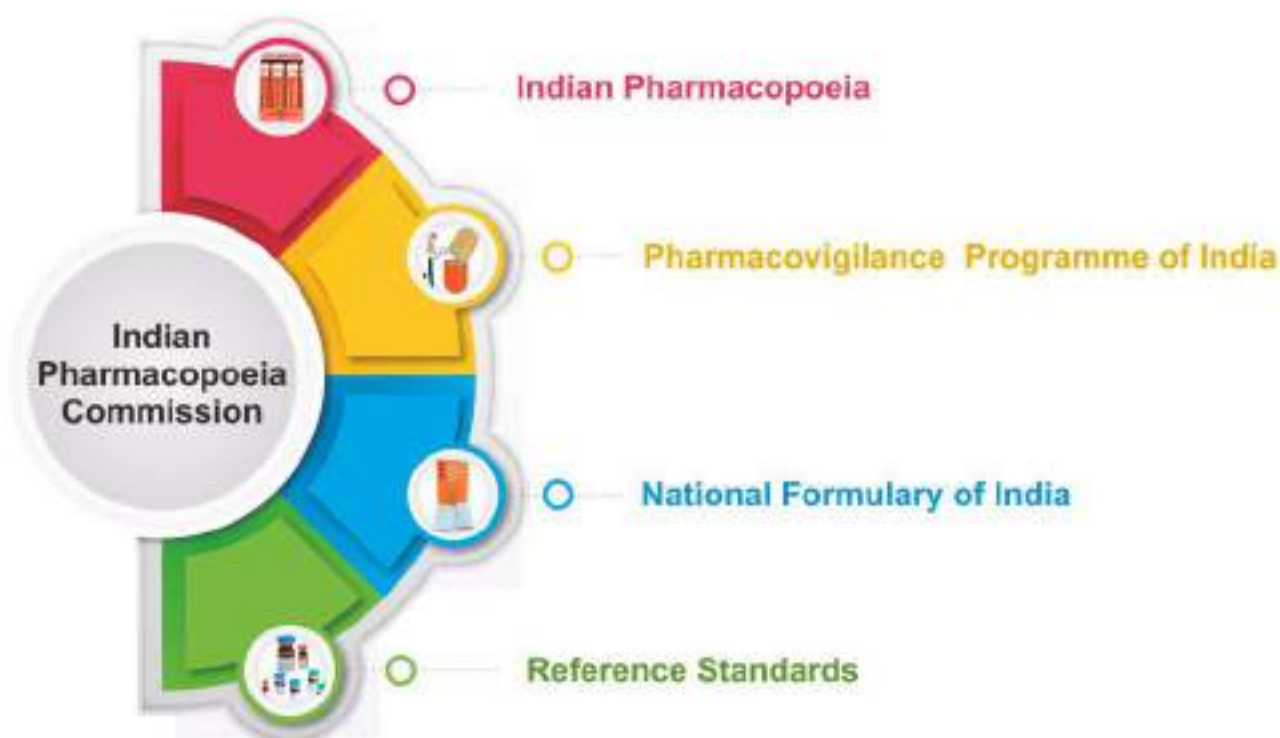 Indian Pharmacopoeia
Pharmacovigilance Programme of India
Indian
Pharmacopoeia
Commission
National Formulary of India
Reference Standards